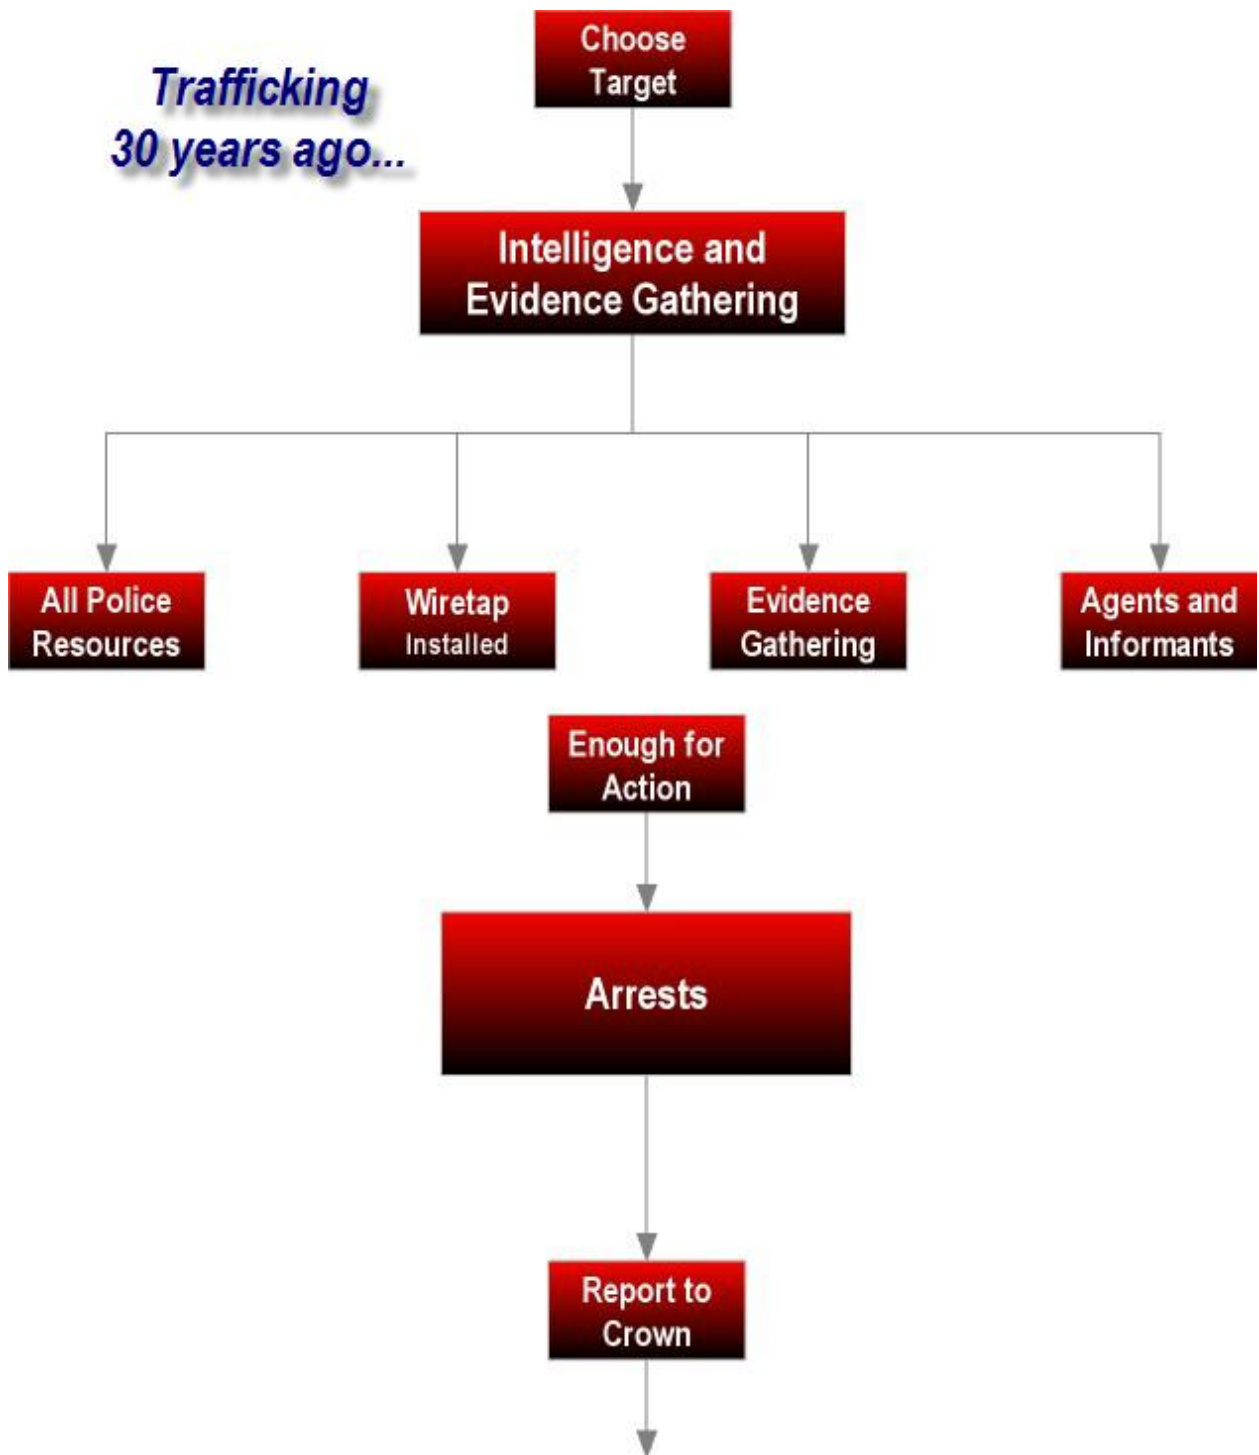 Choose
Target
Trafficking
30 years ago...
Intelligence and
Evidence Gathering
All Police
Resources
Wiretap
Installed
Evidence
Gathering
Agents and
Informants
Enough for
Action
Arrests
Report to
Crown